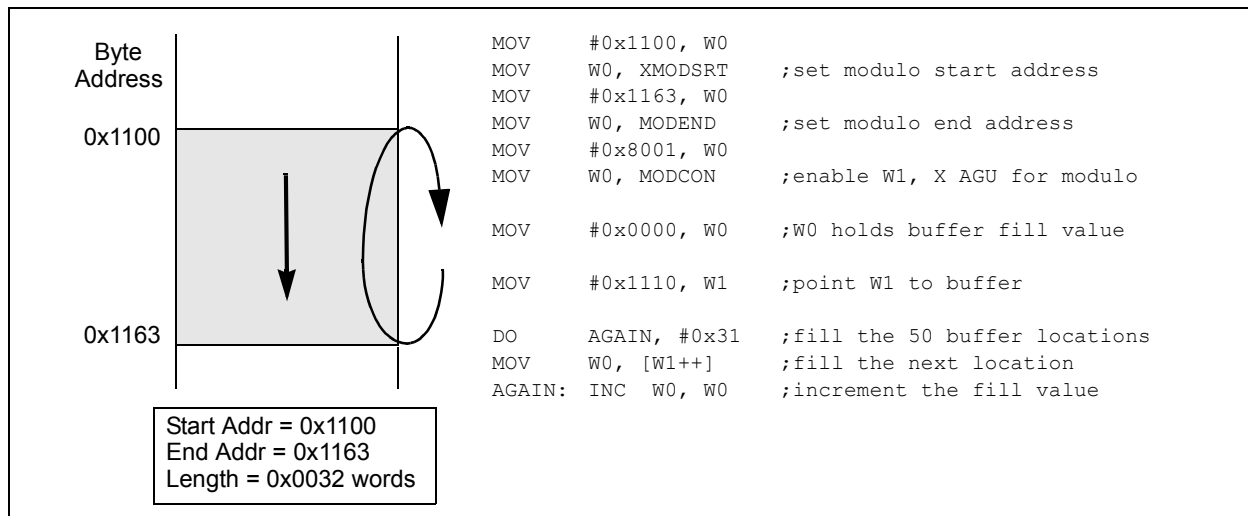 Byte
Address
0x1100
0x1163
Start Addr = 0x1100
End Addr = 0x1163
Length = 0x0032 words
MOV #0x1100, W0
MOV W0, XMODSRT ;set modulo start address
MOV #0x1163, W0
MOV W0, MODEND ;set modulo end address
MOV #0x8001, W0
MOV W0, MODCON ;enable W1, X AGU for modulo
MOV #0x0000, W0 ;W0 holds buffer fill value
MOV #0x1110, W1 ;point W1 to buffer
DO AGAIN, #0x31 ;fill the 50 buffer locations
MOV W0, [W1++] ;fill the next location
AGAIN: INC W0, W0 ;increment the fill value